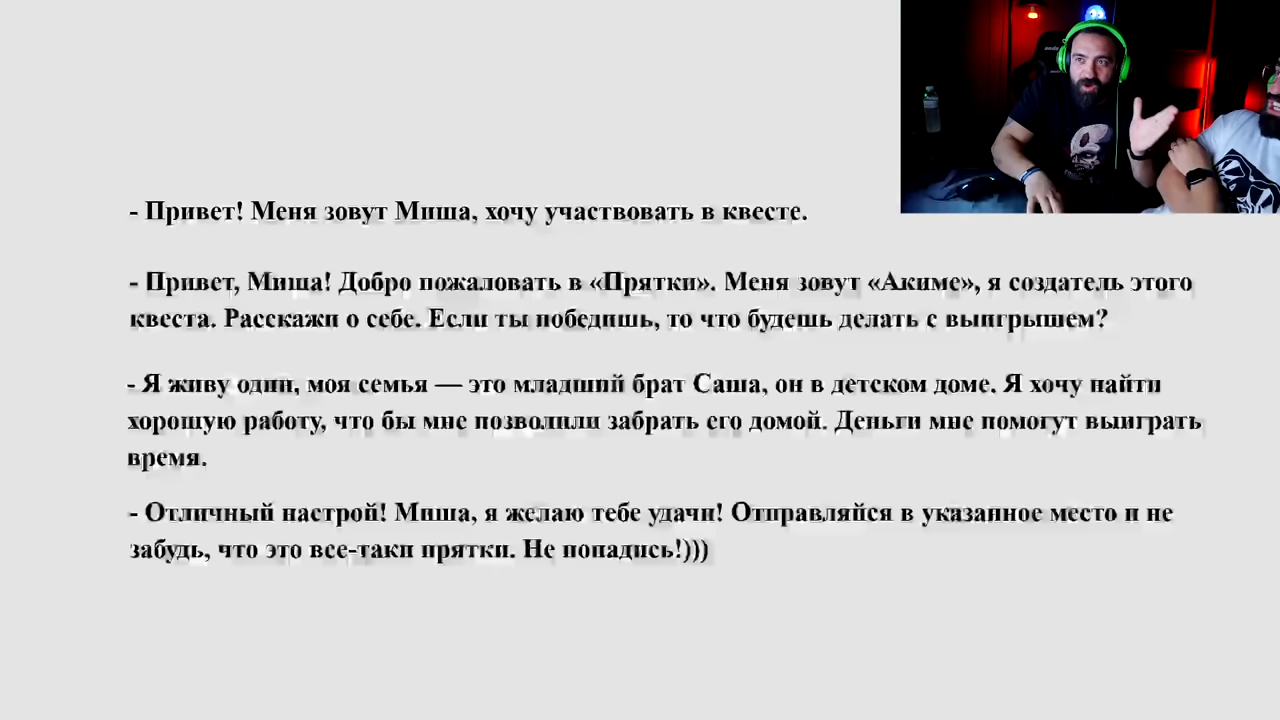 - Привет! Меня зовут Миша, хочу участвовать в квесте.
- Привет, Миша! Добро пожаловать в «Прятки». Меня зовут «Акиме», я создатель этого
квеста. Расскажи о себе. Если ты победишь, то что будешь делать с выигрышем?
- Я живу один, моя семья — это младший брат Саша, он в детском доме. Я хочу найти
хорошую работу, что бы мне позволили забрать его домой. Деньги мне помогут выиграть
время.
- Отличный настрой! Миша, я желаю тебе удачи! Отправляйся в указанное место и не
забудь, что это все-таки прятки. Не попадись!)))